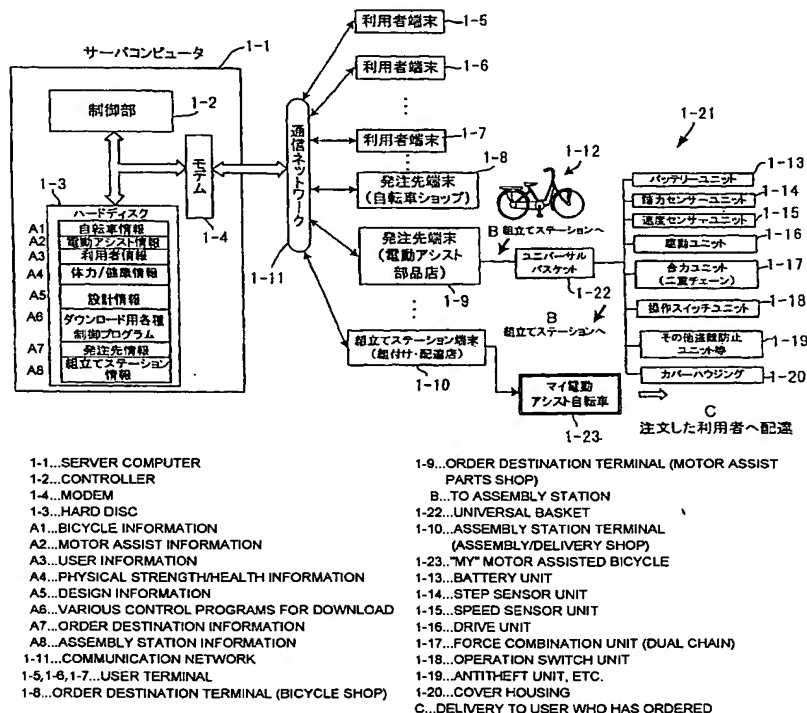 サーバコンピュータ
1-1
制御部
1-2
1-3
モデム
1-4
ハードディスク
A1 自転車情報
A2 電動アシスト情報
A3 利用者情報
A4 体力/健康情報
A5 設計情報
A6 ダウンロード用各種
制御プログラム
A7 発注先情報
A8 組立てステーション
情報
通信ネットワーク
1-11
利用者端末 1-5
利用者端末 1-6
利用者端末 1-7
発注先端末
(自転車ショップ)
1-8
1-12
B 組立てステーションへ
発注先端末
(電動アシスト
部品店)
1-9
ユニバーサル
バスケット
1-22
B
組立てステーションへ
組立てステーション端末
(組付け・配達店)
1-10
マイ電動
アシスト自転車
1-23
1-21
バッテリーユニット 1-13
踏力センサーユニット 1-14
速度センサーユニット 1-15
駆動ユニット 1-16
合力ユニット
(二重チェーン)
1-17
操作スイッチユニット 1-18
その他盗難防止
ユニット等
1-19
カバーハウジング 1-20
C
注文した利用者へ配達
1-1...SERVER COMPUTER
1-2...CONTROLLER
1-4...MODEM
1-3...HARD DISC
A1...BICYCLE INFORMATION
A2...MOTOR ASSIST INFORMATION
A3...USER INFORMATION
A4...PHYSICAL STRENGTH/HEALTH INFORMATION
A5...DESIGN INFORMATION
A6...VARIOUS CONTROL PROGRAMS FOR DOWNLOAD
A7...ORDER DESTINATION INFORMATION
A8...ASSEMBLY STATION INFORMATION
1-11...COMMUNICATION NETWORK
1-5,1-6,1-7...USER TERMINAL
1-8...ORDER DESTINATION TERMINAL (BICYCLE SHOP)
1-9...ORDER DESTINATION TERMINAL (MOTOR ASSIST
PARTS SHOP)
B...TO ASSEMBLY STATION
1-22...UNIVERSAL BASKET
1-10...ASSEMBLY STATION TERMINAL
(ASSEMBLY/DELIVERY SHOP)
1-23..."MY" MOTOR ASSISTED BICYCLE
1-13...BATTERY UNIT
1-14...STEP SENSOR UNIT
1-15...SPEED SENSOR UNIT
1-16...DRIVE UNIT
1-17...FORCE COMBINATION UNIT (DUAL CHAIN)
1-18...OPERATION SWITCH UNIT
1-19...ANTITHEFT UNIT, ETC.
1-20...COVER HOUSING
C...DELIVERY TO USER WHO HAS ORDERED